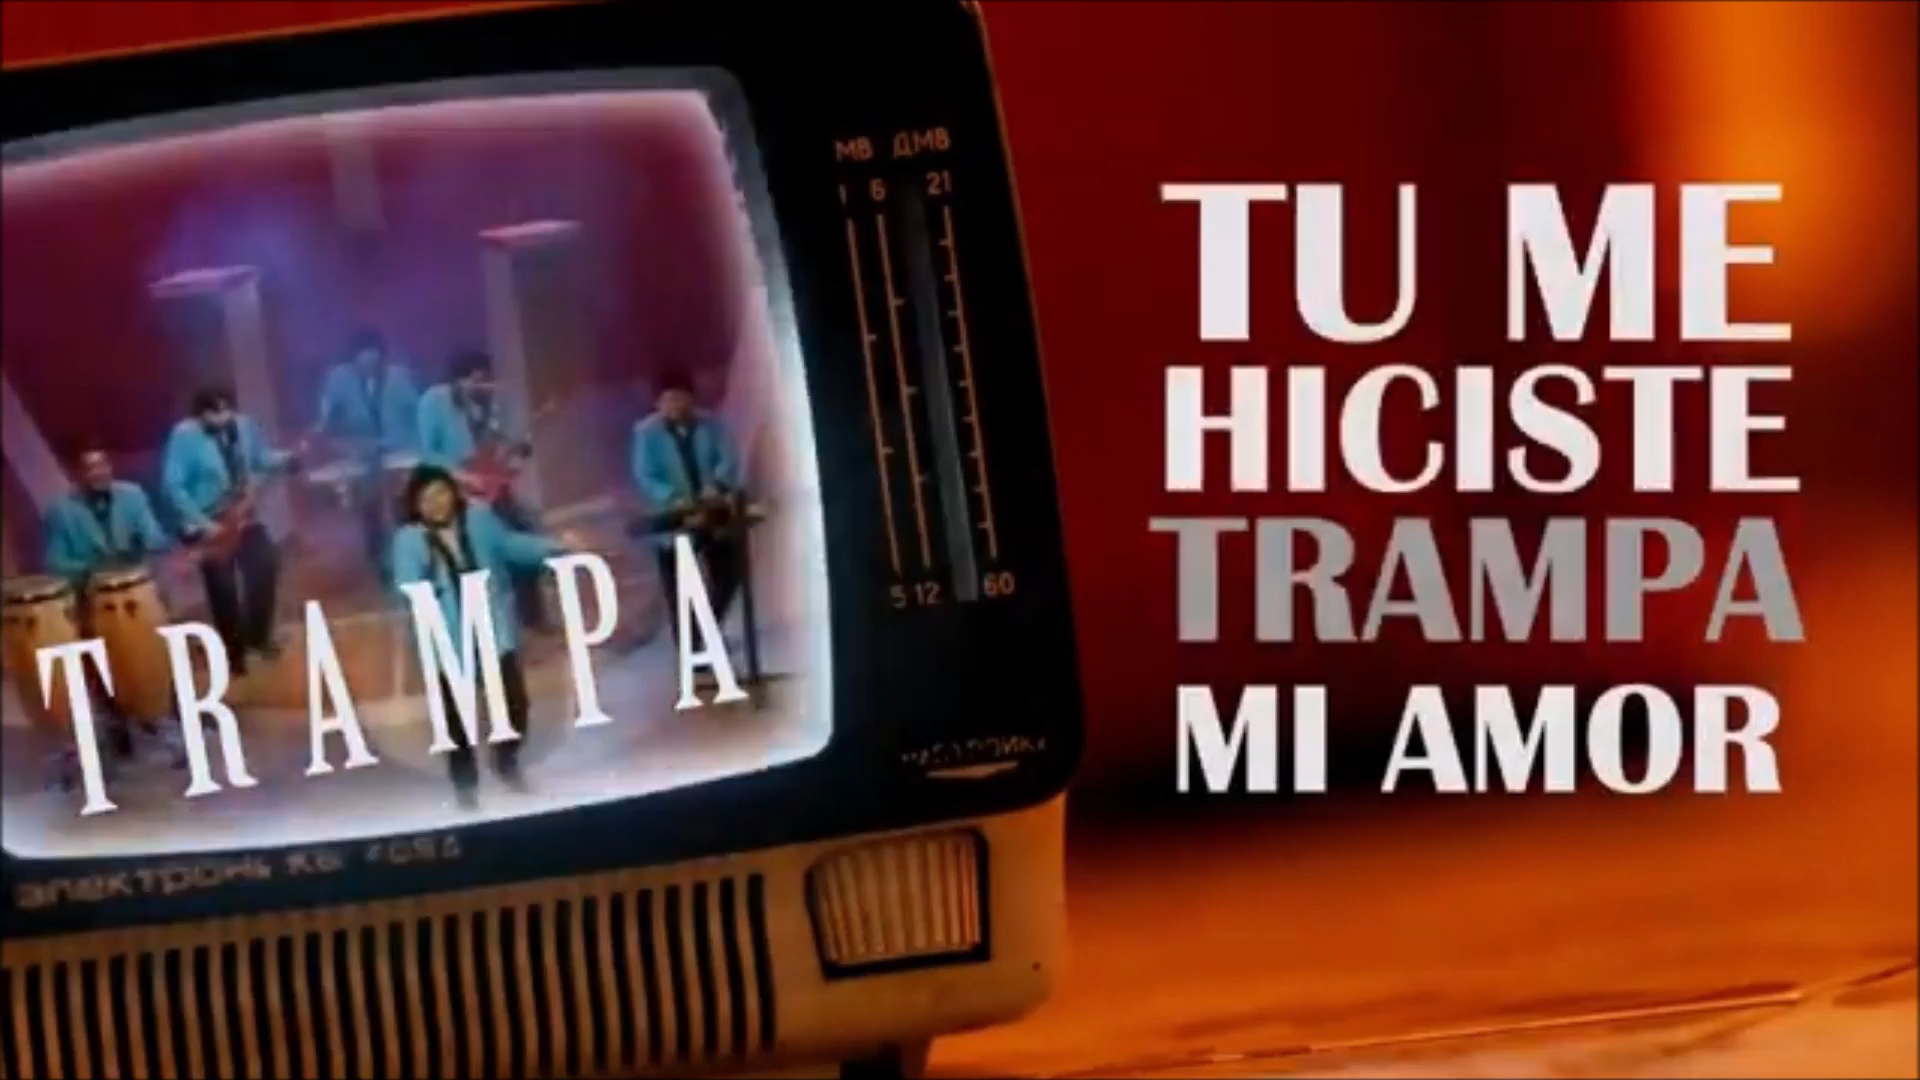 МВ ДМВ
1 6 21
5 12 60
TRAMPA
TU ME
HICISTE
TRAMPA
MI AMOR